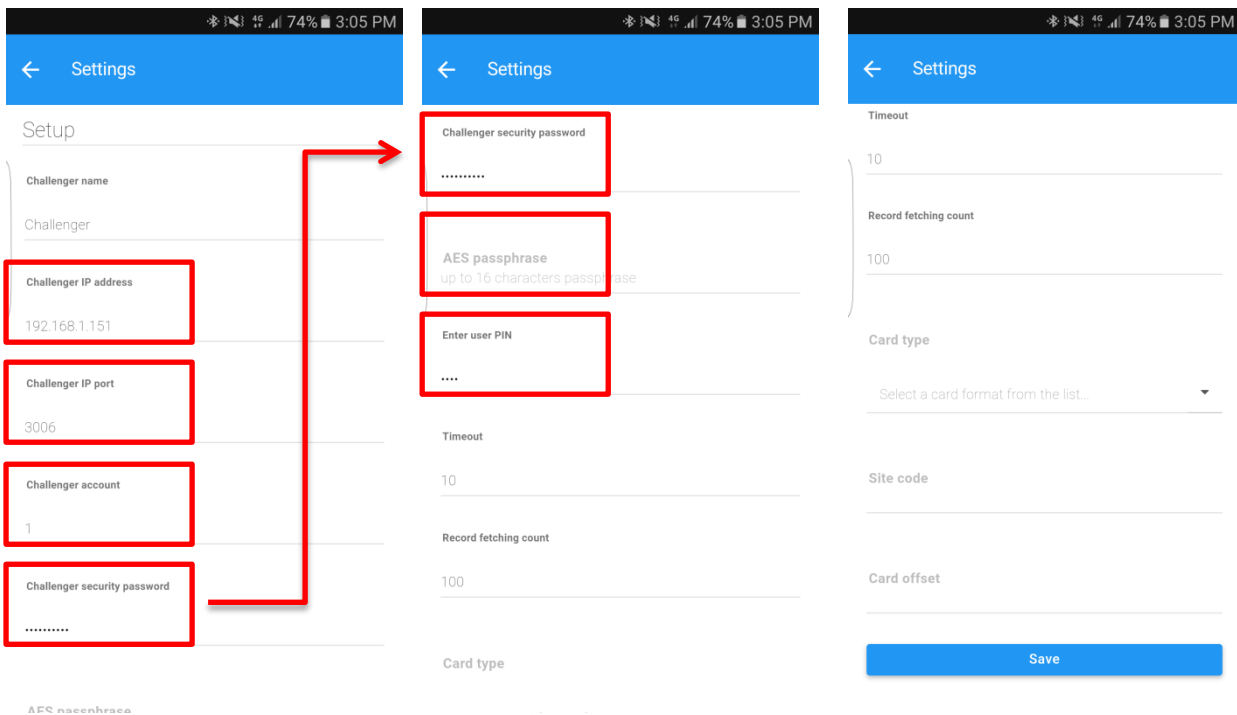 4G 74% 3:05 PM
Settings
Setup
Challenger name
Challenger
Challenger IP address
192.168.1.151
Challenger IP port
3006
Challenger account
1
Challenger security password
••••••••••
AES passphrase
4G 74% 3:05 PM
Settings
Challenger security password
••••••••••
AES passphrase
up to 16 characters passphrase
Enter user PIN
••••
Timeout
10
Record fetching count
100
Card type
4G 74% 3:05 PM
Settings
Timeout
10
Record fetching count
100
Card type
Select a card format from the list...
Site code
Card offset
Save